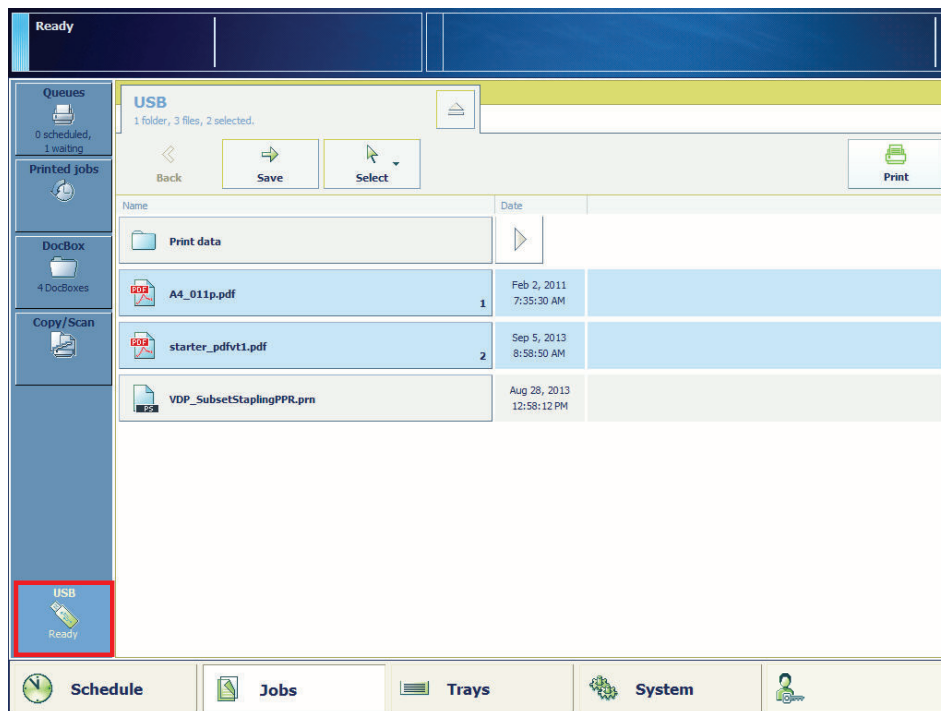 Ready
Queues
0 scheduled,
1 waiting
Printed jobs
DocBox
4 DocBoxes
Copy/Scan
USB
Ready
USB
1 folder, 3 files, 2 selected.
Back
Save
Select
Print
Name
Date
Print data
PDF
A4_011p.pdf
1
Feb 2, 2011
7:35:30 AM
PDF
starter_pdfvt1.pdf
2
Sep 5, 2013
8:58:50 AM
PS
VDP_SubsetStaplingPPR.prn
Aug 28, 2013
12:58:12 PM
Schedule
Jobs
Trays
System